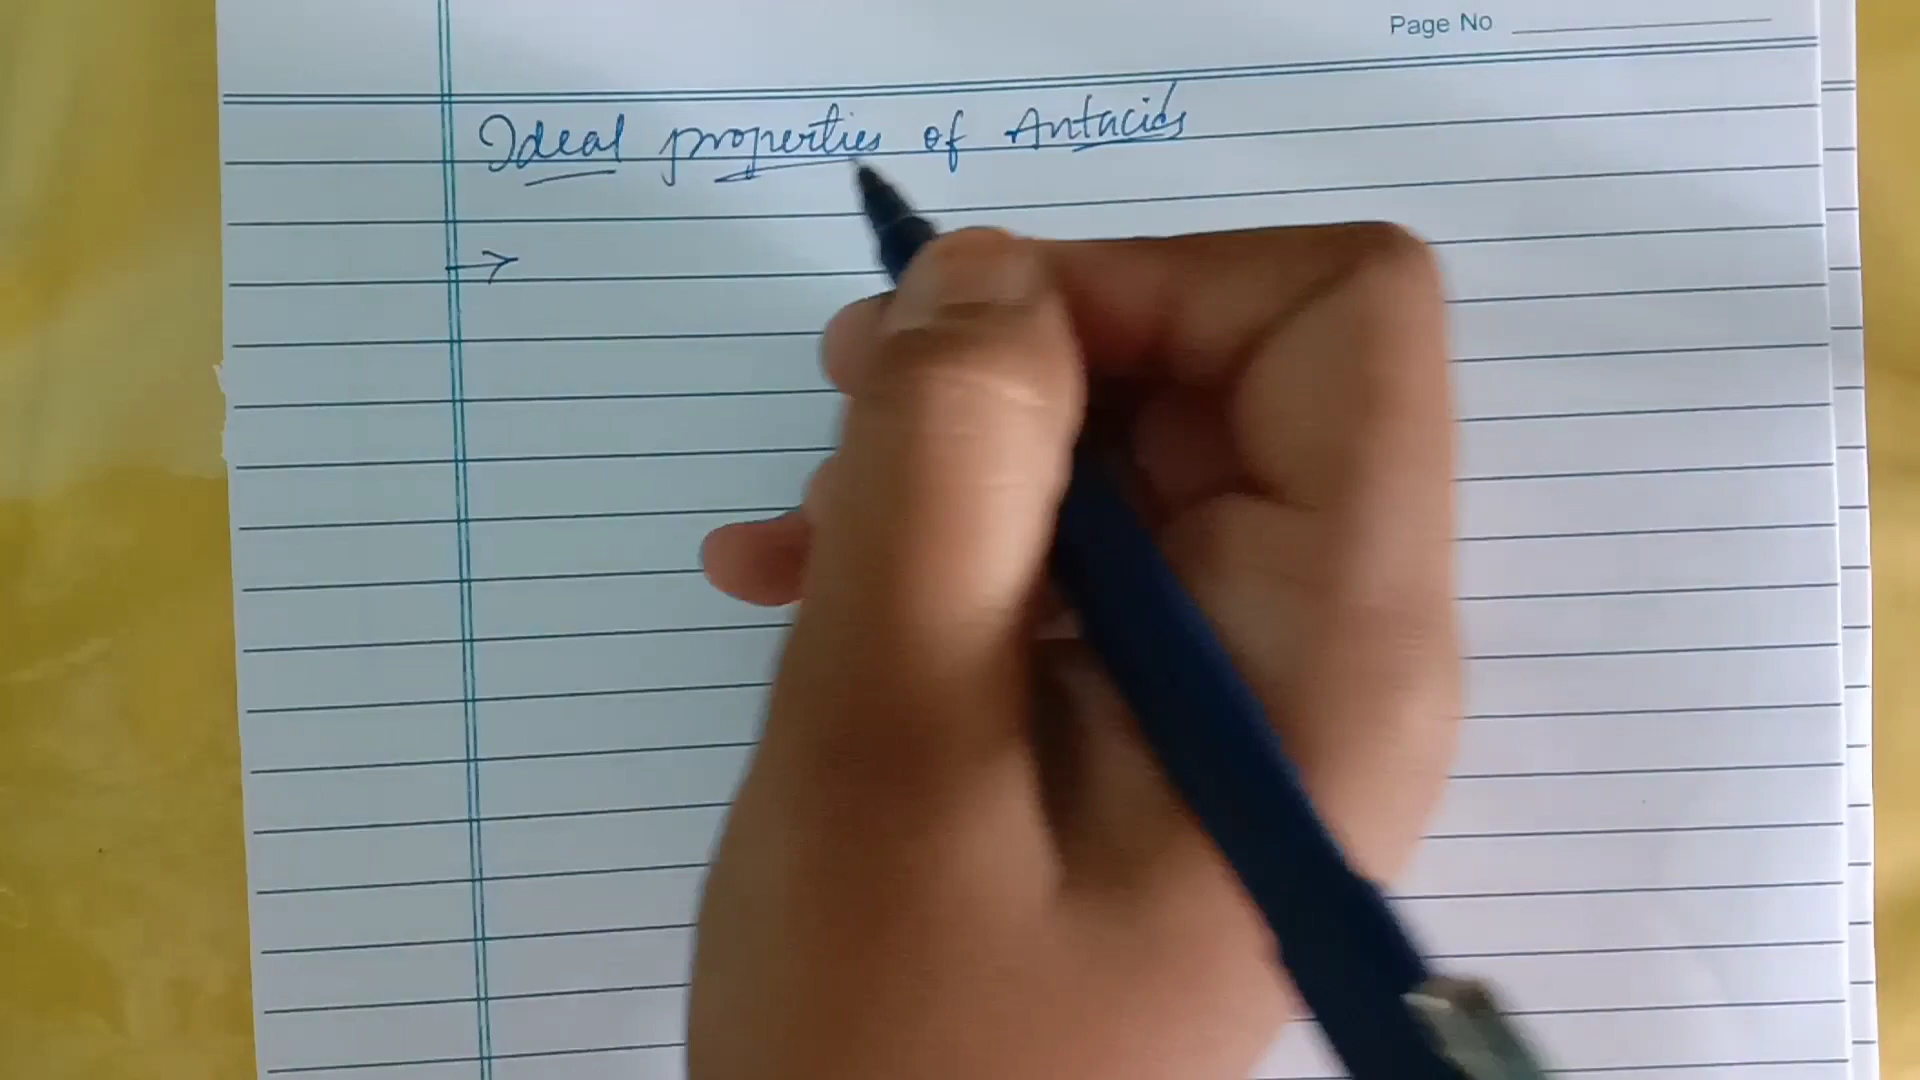 Page No
Ideal properties of Antacids
→